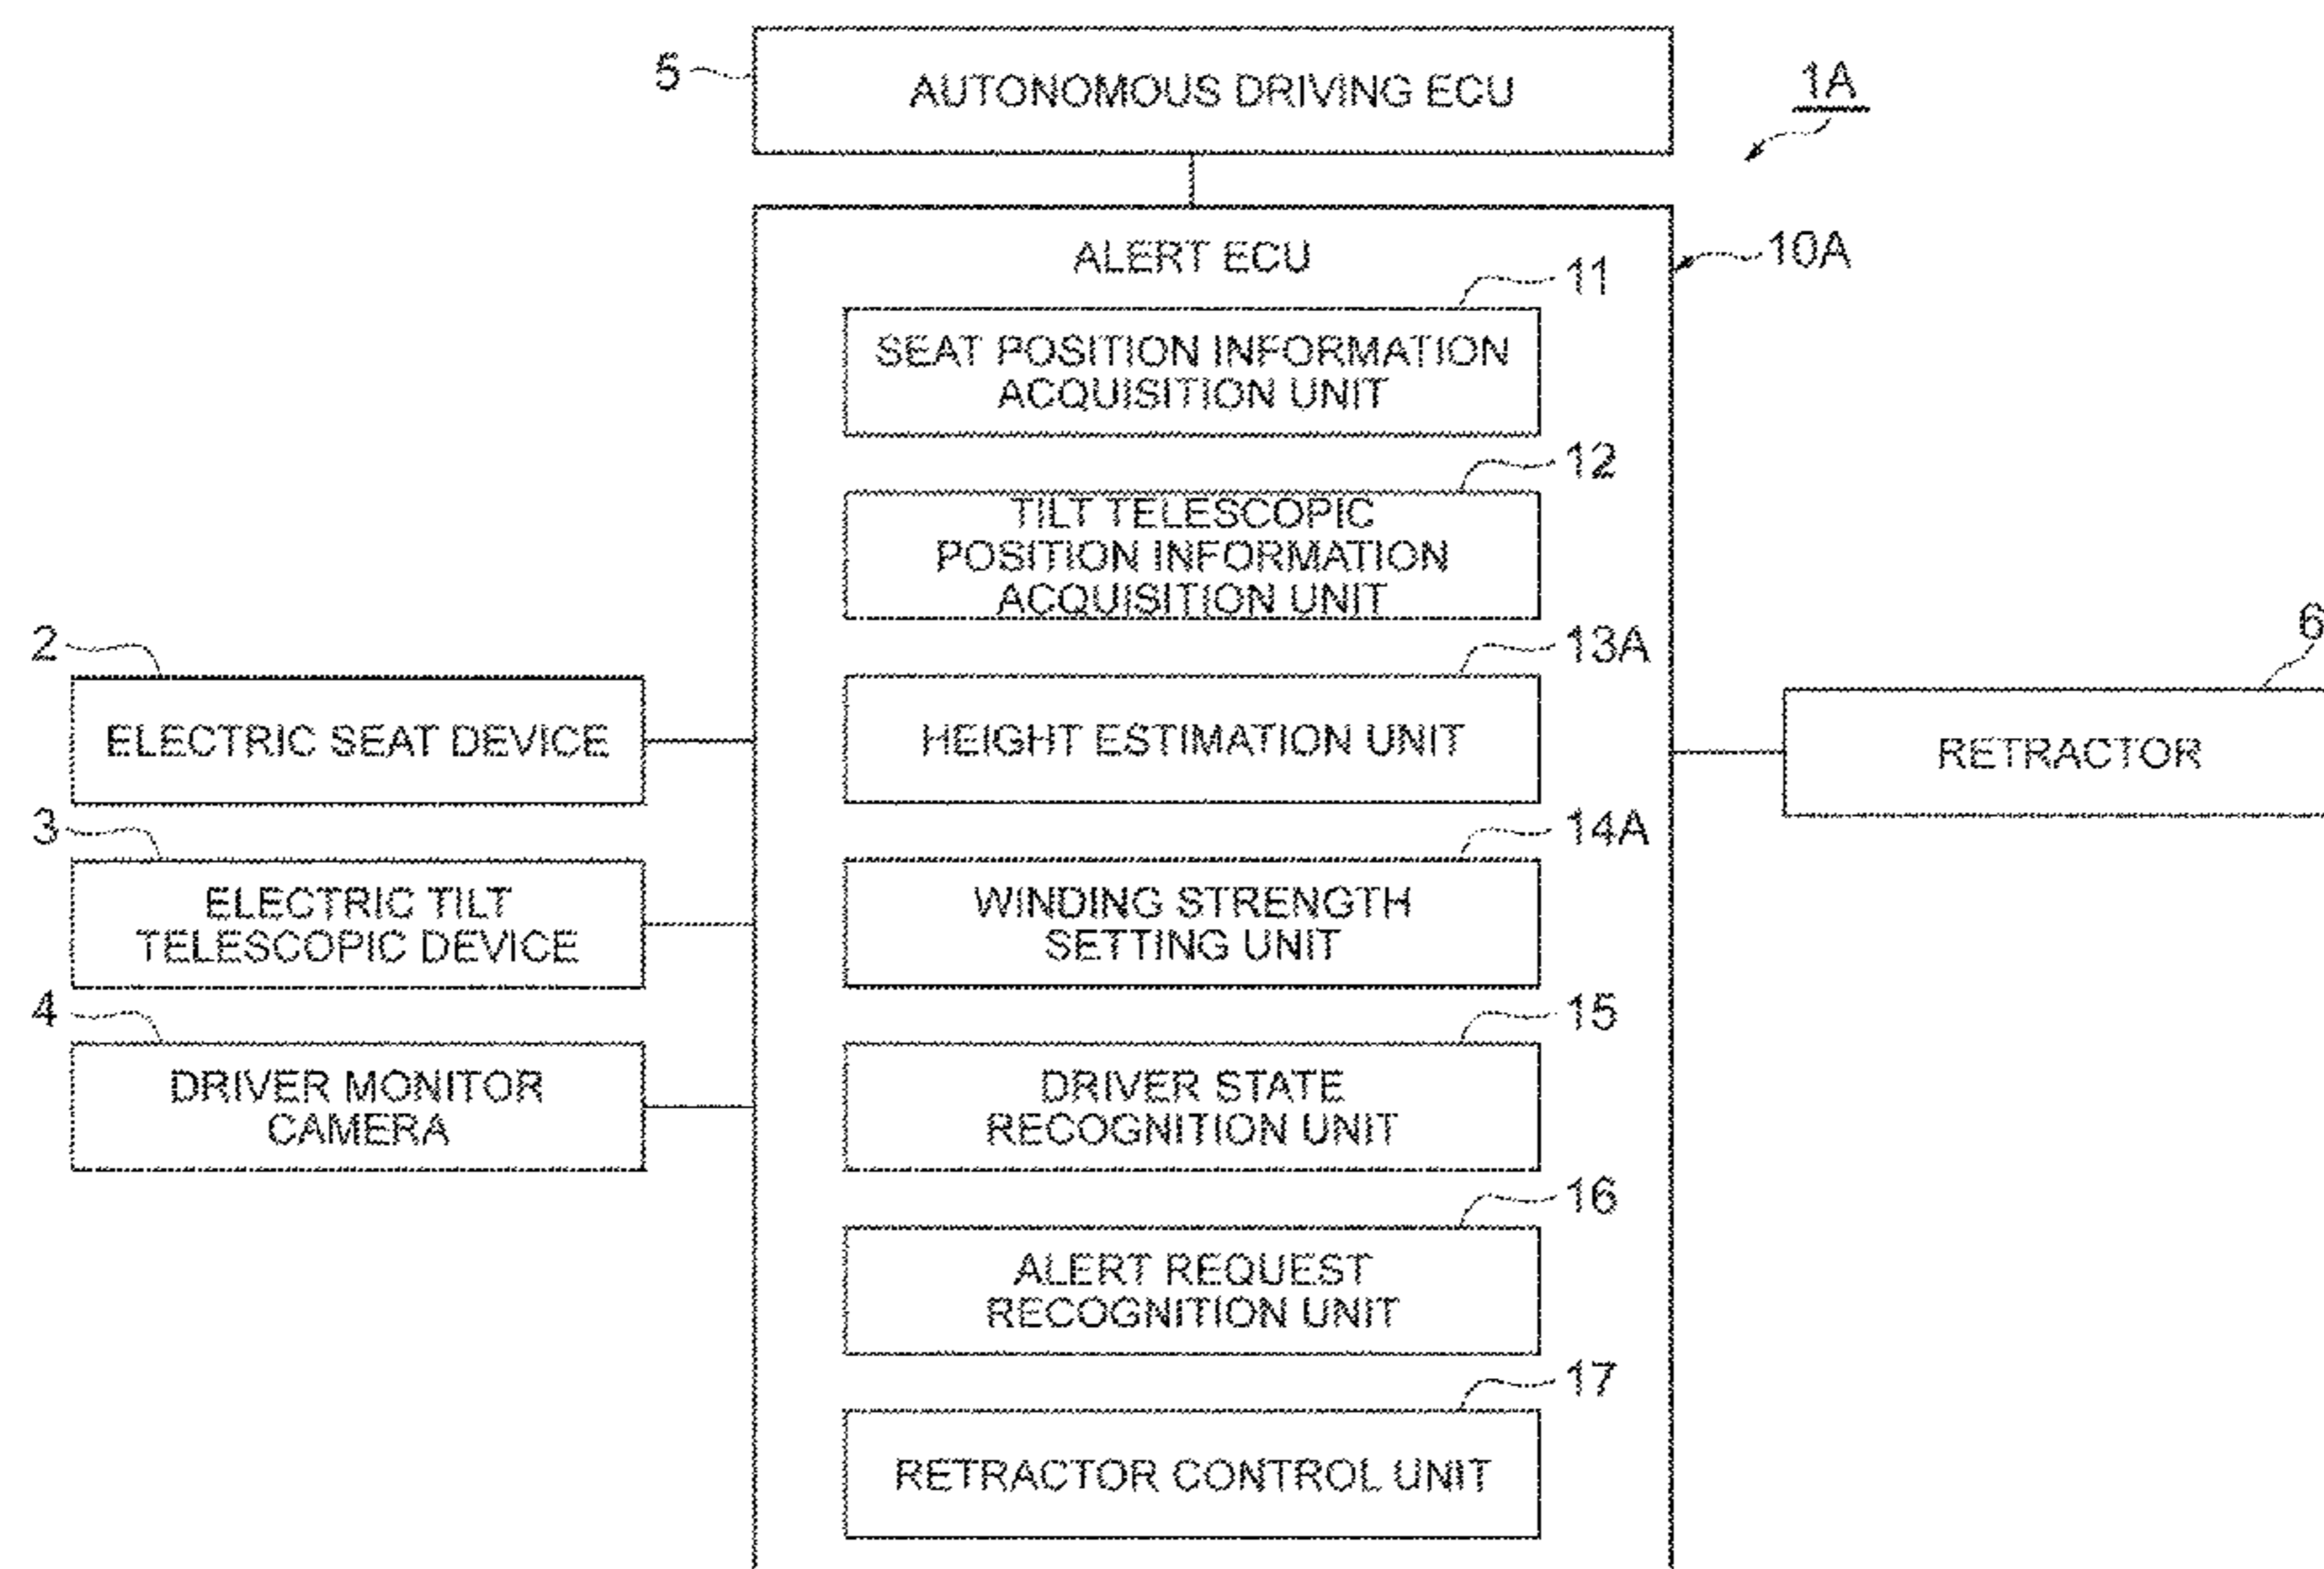 5
AUTONOMOUS DRIVING ECU
1A
ALERT ECU
10A
11
SEAT POSITION INFORMATION
ACQUISITION UNIT
12
TILT TELESCOPIC
POSITION INFORMATION
ACQUISITION UNIT
2
ELECTRIC SEAT DEVICE
13A
HEIGHT ESTIMATION UNIT
6
RETRACTOR
3
ELECTRIC TILT
TELESCOPIC DEVICE
14A
WINDING STRENGTH
SETTING UNIT
4
DRIVER MONITOR
CAMERA
15
DRIVER STATE
RECOGNITION UNIT
16
ALERT REQUEST
RECOGNITION UNIT
17
RETRACTOR CONTROL UNIT